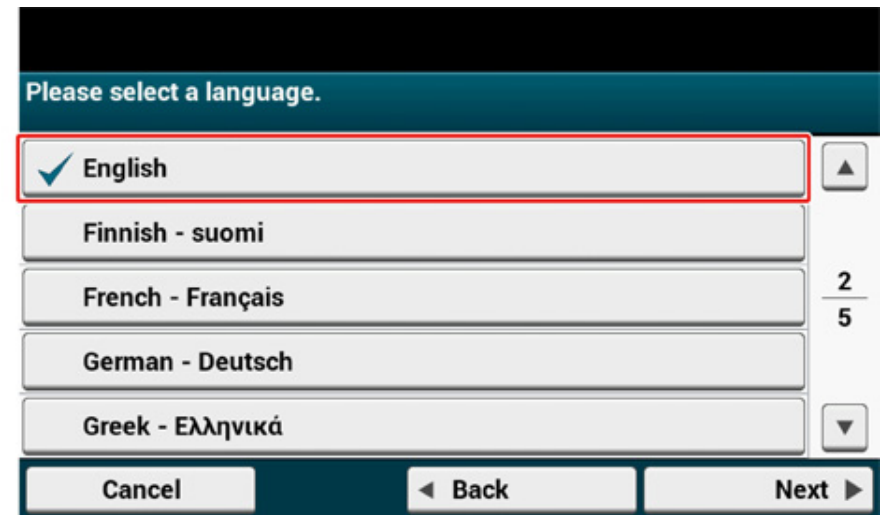 Please select a language.
English
Finnish - suomi
French - Français
German - Deutsch
Greek - Ελληνικά
2
5
Cancel
Back
Next